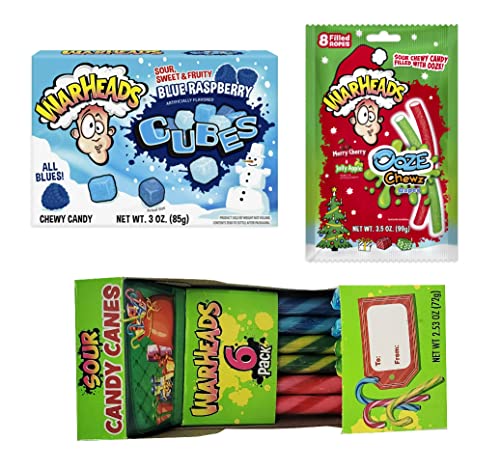 WARHEADS
SOUR,
SWEET & FRUITY
BLUE RASPBERRY
ARTIFICIALLY FLAVORED
CUBES
ALL
BLUES!
CHEWY CANDY
NET WT. 3 OZ. (85g)
8 Filled
ROPES
SOUR CHEWY CANDY
FILLED WITH OOZE!
WARHEADS
Merry Cherry
Jolly Apple
OOZE
Chewz
ROPES
NET WT. 3.5 OZ. (99g)
SOUR
CANDY CANES
WARHEADS
6
PACK
To:
From:
NET WT 2.53 OZ (72g)